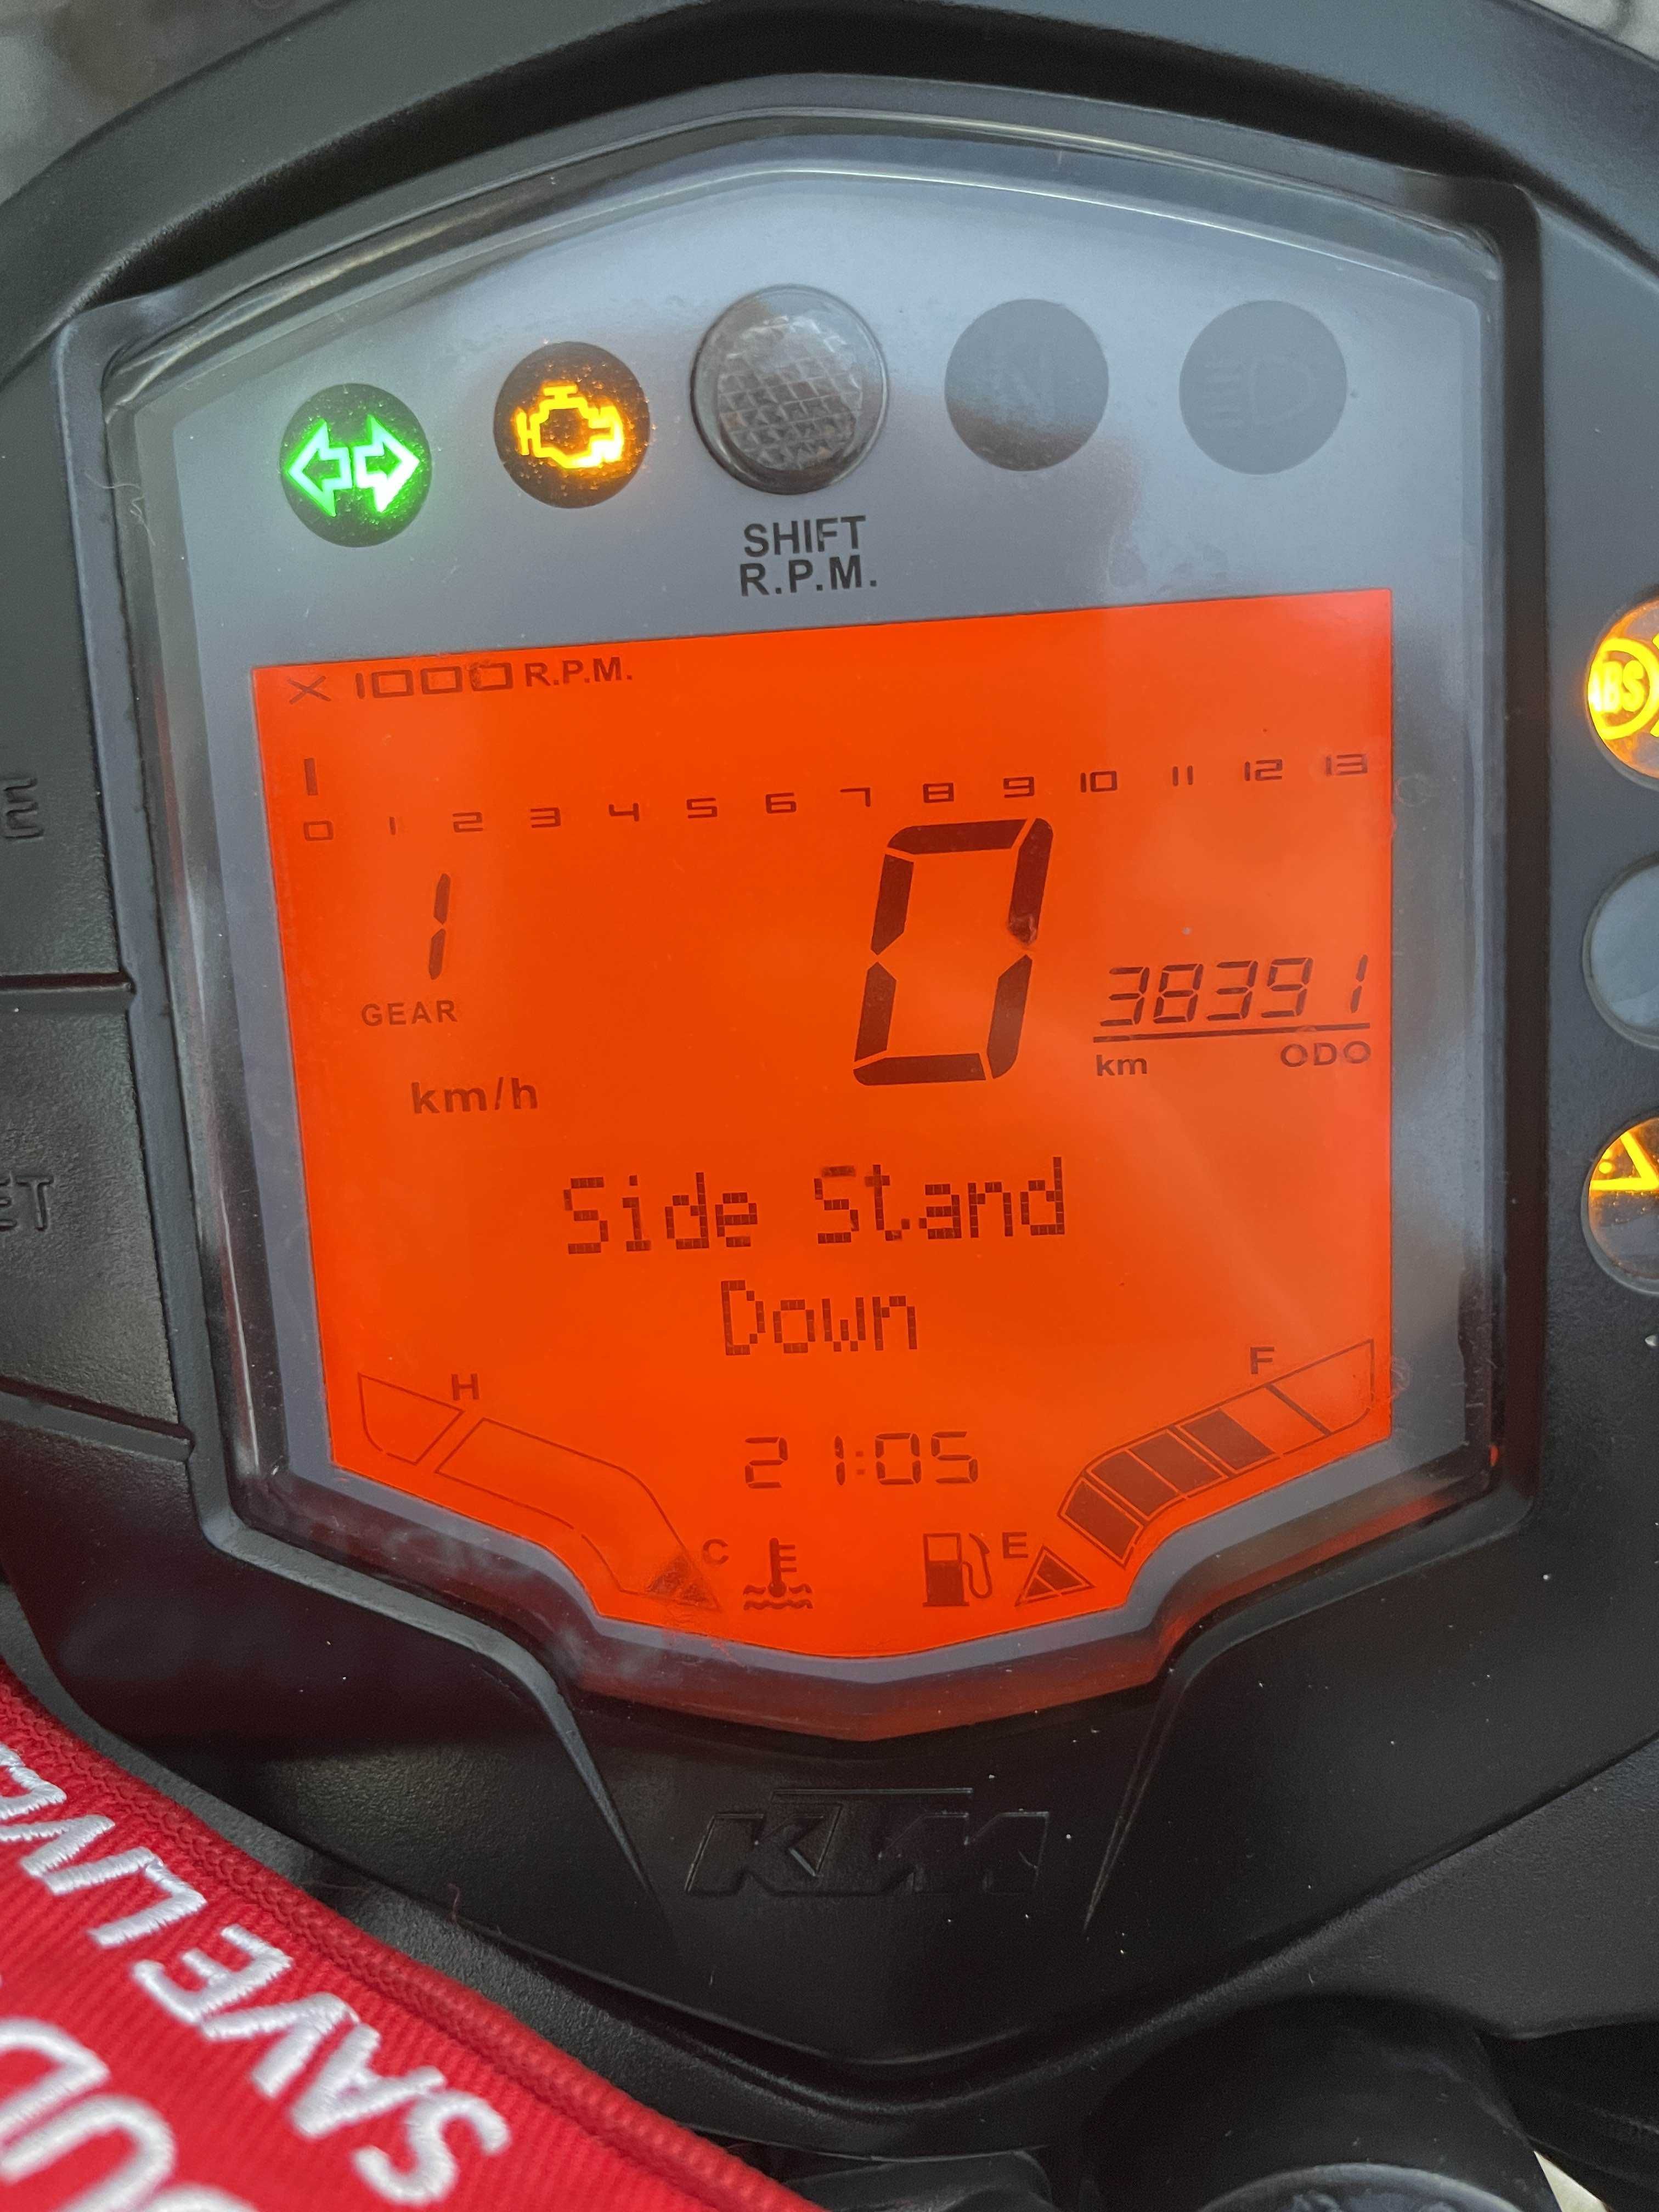 SHIFT
R.P.M.
X 1000 R.P.M.
0 1 2 3 4 5 6 7 8 9 10 11 12 13
1
GEAR
0
38391
km ODO
km/h
Side Stand
Down
H
F
21:05
C
E
ABS
KTM
SAVE